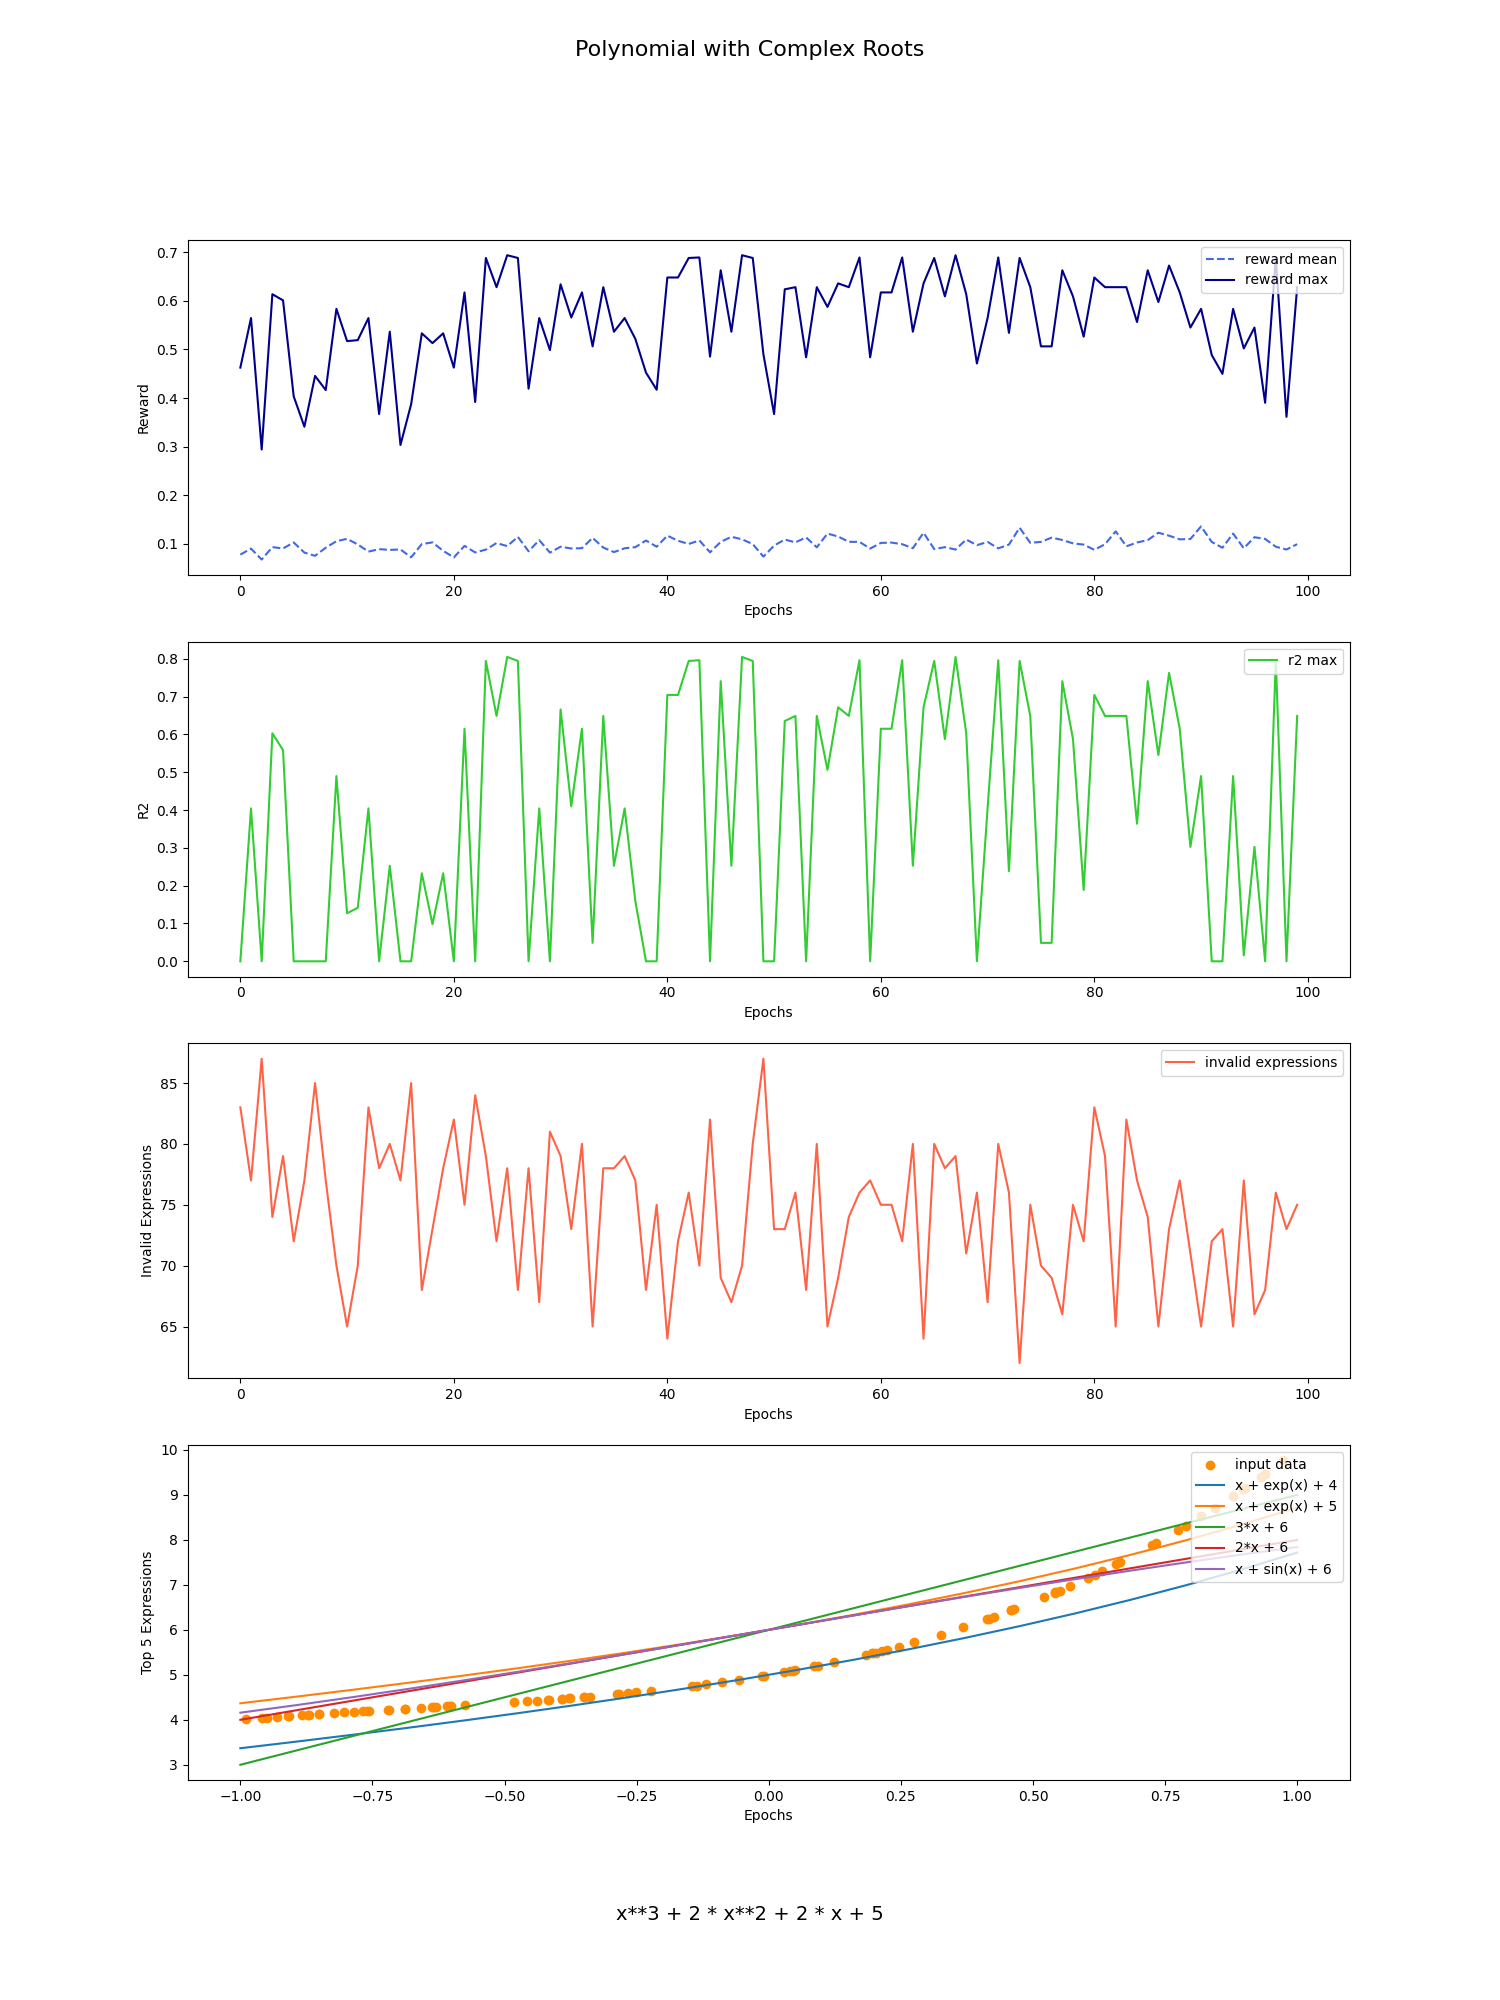 Polynomial with Complex Roots
0.7
0.6
0.5
0.4
0.3
0.2
0.1
Reward
reward mean
reward max
0 20 40 60 80 100
Epochs
0.8
0.7
0.6
0.5
0.4
0.3
0.2
0.1
0.0
R2
r2 max
0 20 40 60 80 100
Epochs
85
80
75
70
65
Invalid Expressions
invalid expressions
0 20 40 60 80 100
Epochs
10
9
8
7
6
5
4
3
Top 5 Expressions
input data
x + exp(x) + 4
x + exp(x) + 5
3*x + 6
2*x + 6
x + sin(x) + 6
−1.00 −0.75 −0.50 −0.25 0.00 0.25 0.50 0.75 1.00
Epochs
x**3 + 2 * x**2 + 2 * x + 5